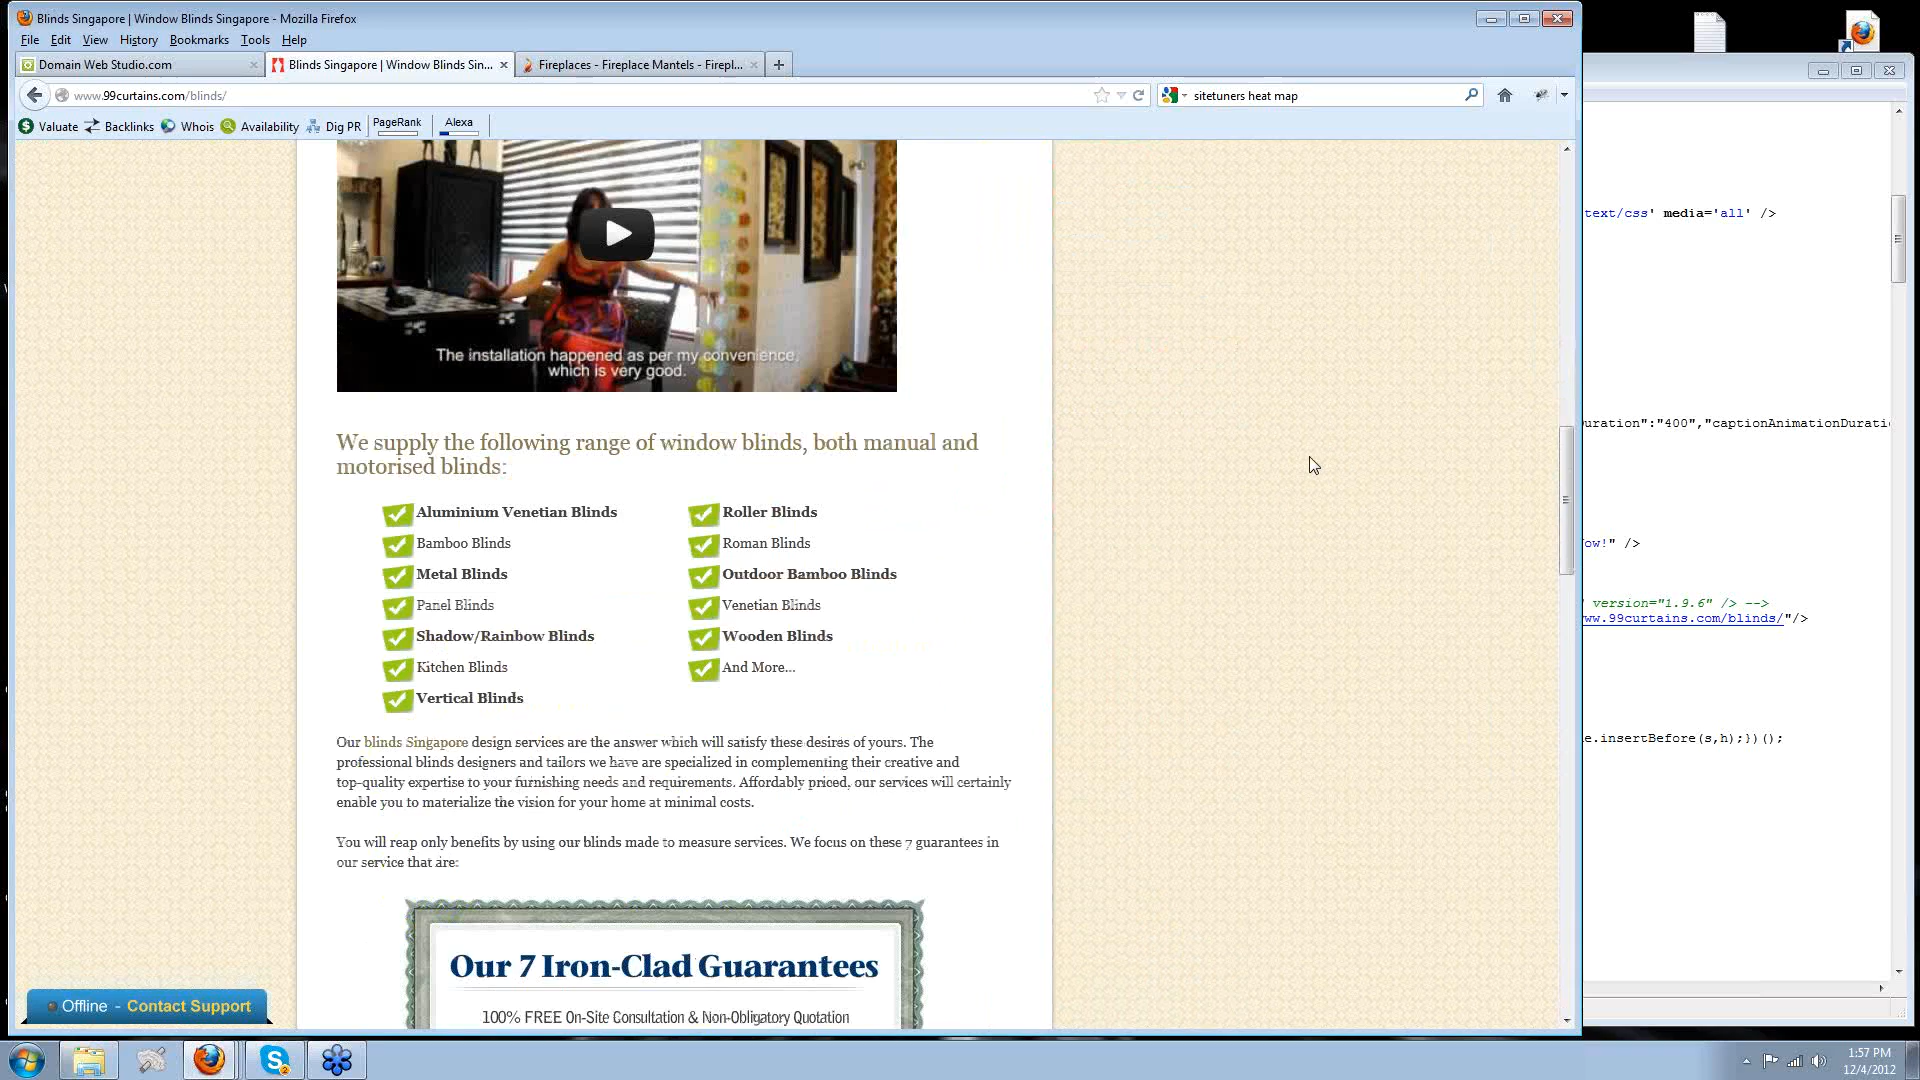 Blinds Singapore | Window Blinds Singapore - Mozilla Firefox
File Edit View History Bookmarks Tools Help
Domain Web Studio.com
Blinds Singapore | Window Blinds Sin...
Fireplaces - Fireplace Mantels - Firepl...
www.99curtains.com/blinds/
sitetuners heat map
Valuate Backlinks Whois Availability Dig PR PageRank Alexa
The installation happened as per my convenience,
which is very good.
We supply the following range of window blinds, both manual and
motorised blinds:
Aluminium Venetian Blinds
Bamboo Blinds
Metal Blinds
Panel Blinds
Shadow/Rainbow Blinds
Kitchen Blinds
Vertical Blinds
Roller Blinds
Roman Blinds
Outdoor Bamboo Blinds
Venetian Blinds
Wooden Blinds
And More...
Our blinds Singapore design services are the answer which will satisfy these desires of yours. The
professional blinds designers and tailors we have are specialized in complementing their creative and
top-quality expertise to your furnishing needs and requirements. Affordably priced, our services will certainly
enable you to materialize the vision for your home at minimal costs.
You will reap only benefits by using our blinds made to measure services. We focus on these 7 guarantees in
our service that are:
Our 7 Iron-Clad Guarantees
100% FREE On-Site Consultation & Non-Obligatory Quotation
Offline - Contact Support
text/css' media='all' />
uration":"400","captionAnimationDurati
ow!" />
version="1.9.6" /> -->
ww.99curtains.com/blinds/"/>
e.insertBefore(s,h);})();
1:57 PM
12/4/2012